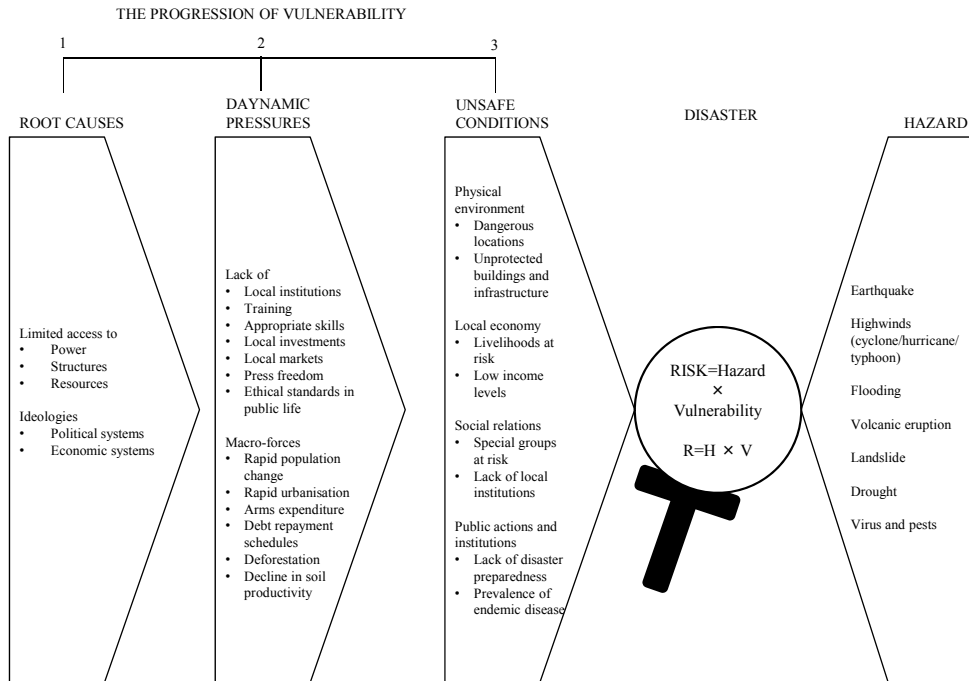 THE PROGRESSION OF VULNERABILITY
1
2
3
ROOT CAUSES
Limited access to
• Power
• Structures
• Resources
Ideologies
• Political systems
• Economic systems
DAYNAMIC
PRESSURES
Lack of
• Local institutions
• Training
• Appropriate skills
• Local investments
• Local markets
• Press freedom
• Ethical standards in
public life
Macro-forces
• Rapid population
change
• Rapid urbanisation
• Arms expenditure
• Debt repayment
schedules
• Deforestation
• Decline in soil
productivity
UNSAFE
CONDITIONS
Physical
environment
• Dangerous
locations
• Unprotected
buildings and
infrastructure
Local economy
• Livelihoods at
risk
• Low income
levels
Social relations
• Special groups
at risk
• Lack of local
institutions
Public actions and
institutions
• Lack of disaster
preparedness
• Prevalence of
endemic disease
DISASTER
RISK=Hazard
×
Vulnerability
R=H × V
HAZARD
Earthquake
Highwinds
(cyclone/hurricane/
typhoon)
Flooding
Volcanic eruption
Landslide
Drought
Virus and pests